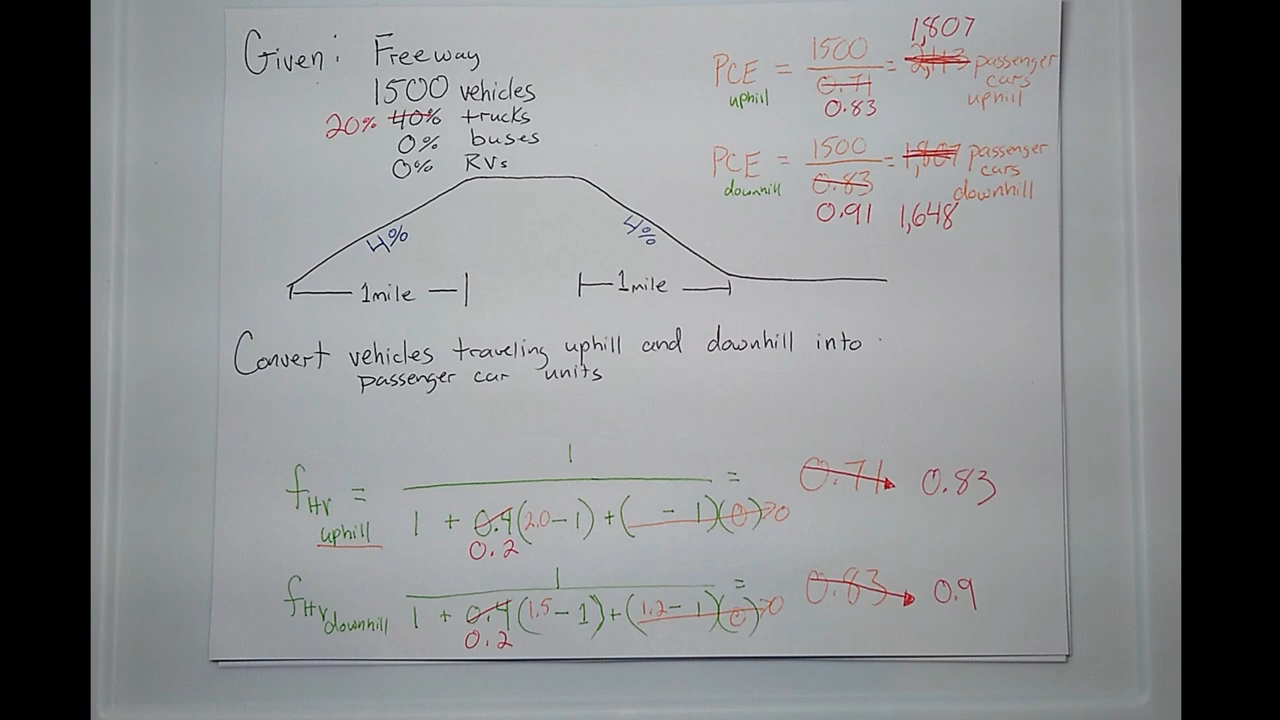 Given: Freeway
1500 vehicles
20% 40% trucks
0% buses
0% RVs
4%
4%
1mile
1mile
1,807
PCE uphill = 1500 / 0.71 = 2,113 passenger cars uphill
0.83
PCE downhill = 1500 / 0.83 = 1,807 passenger cars downhill
0.91 1,648
Convert vehicles traveling uphill and downhill into
passenger car units
fHV uphill = 1 / 1 + 0.4(2.0 - 1) + ( - 1)(0) 0 = 0.71 0.83
0.2
fHV downhill = 1 / 1 + 0.4(1.5 - 1) + (1.2 - 1)(0) 0 = 0.83 0.9
0.2